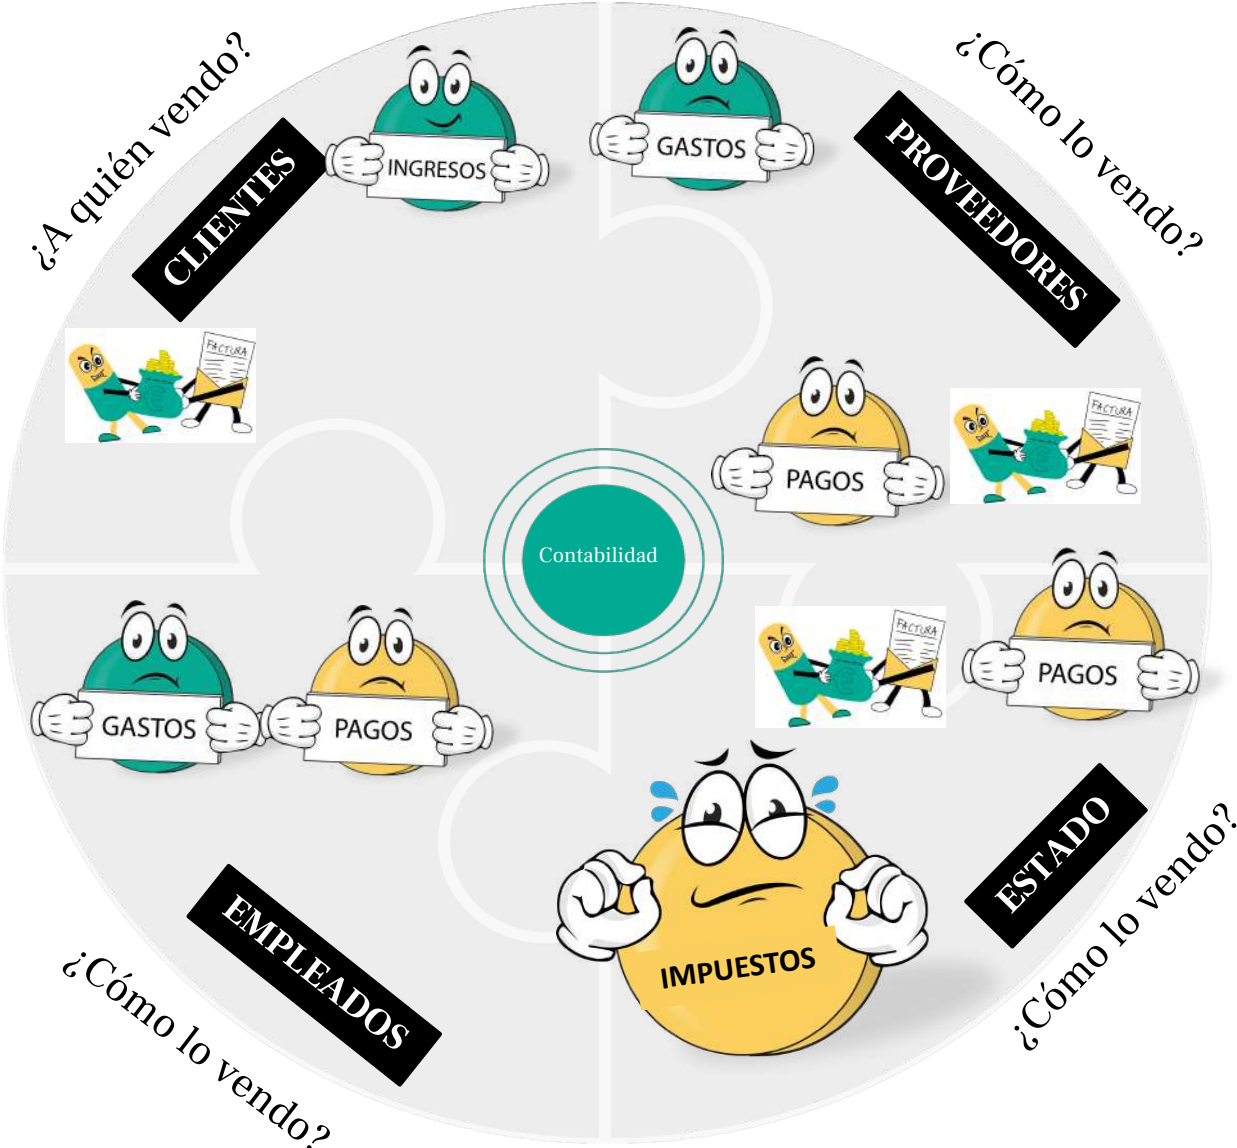 ¿A quién vendo?
CLIENTES
INGRESOS
FACTURA
GASTOS
¿Cómo lo vendo?
PROVEEDORES
PAGOS
FACTURA
Contabilidad
GASTOS
PAGOS
EMPLEADOS
¿Cómo lo vendo?
FACTURA
PAGOS
IMPUESTOS
ESTADO
¿Cómo lo vendo?